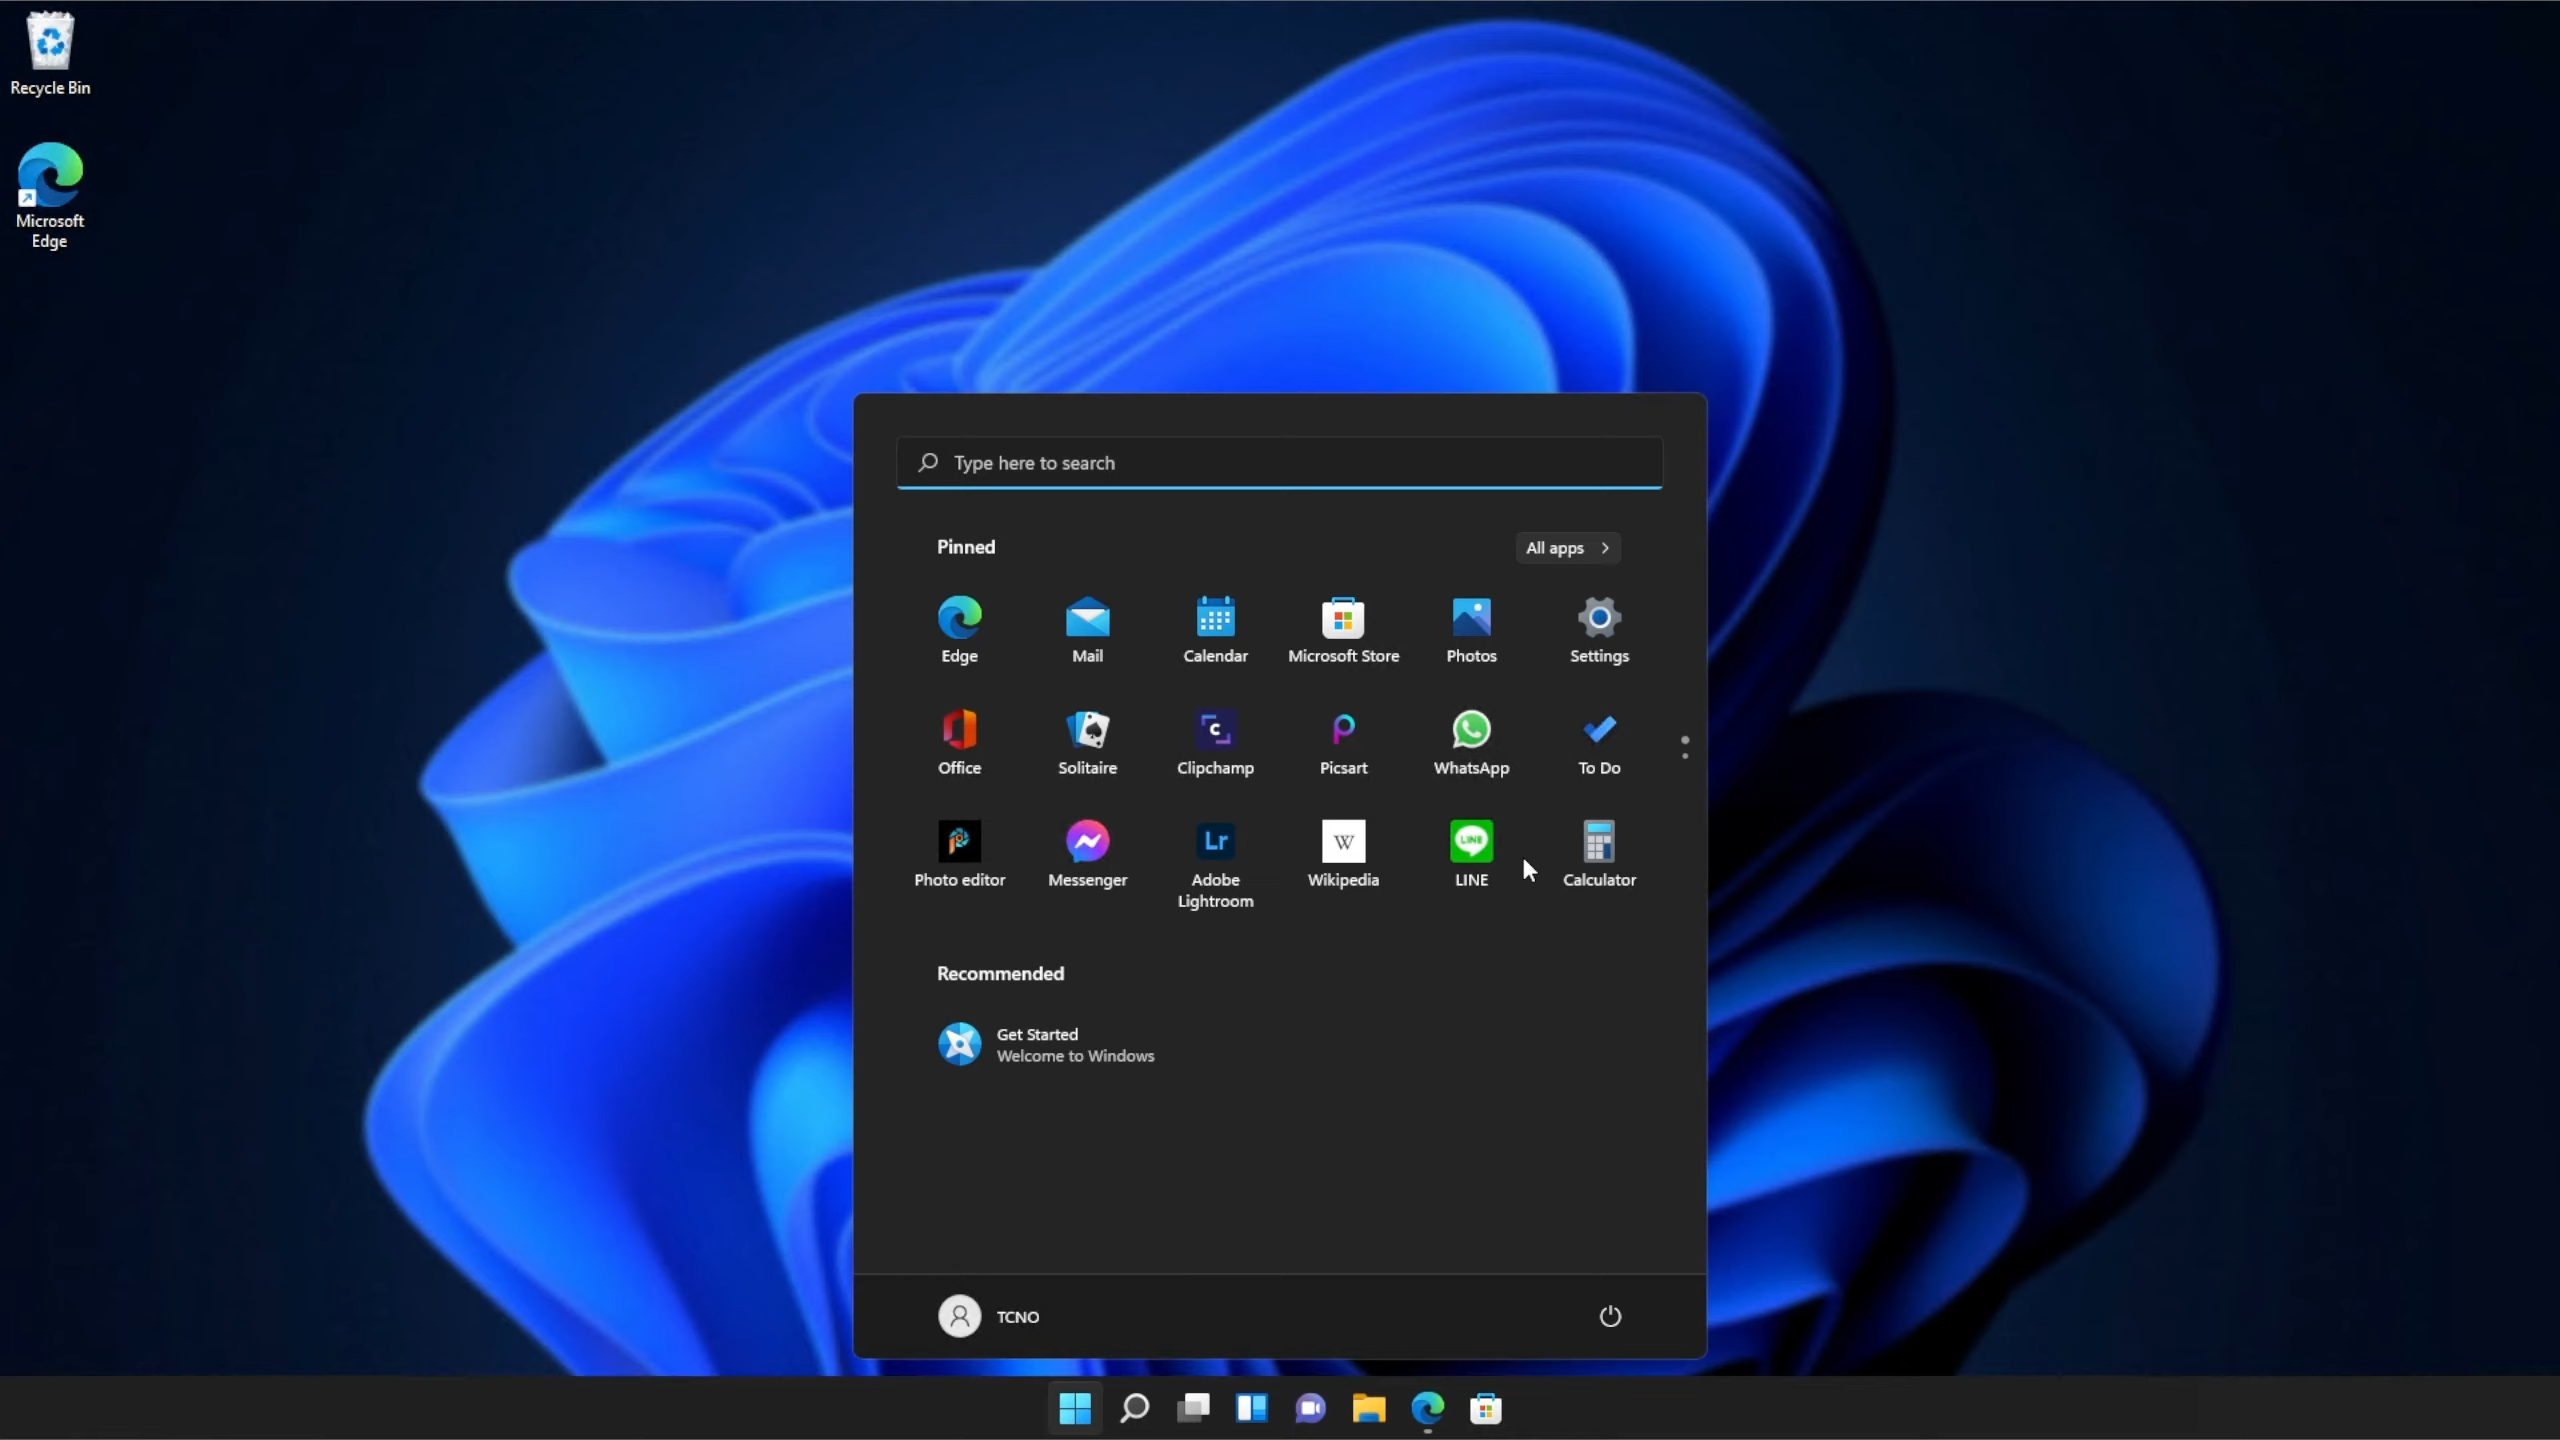 Recycle Bin
Microsoft
Edge
Type here to search
Pinned
All apps
Edge
Mail
Calendar
Microsoft Store
Photos
Settings
Office
Solitaire
Clipchamp
Picsart
WhatsApp
To Do
Photo editor
Messenger
Lr
Adobe
Lightroom
W
Wikipedia
LINE
LINE
Calculator
Recommended
Get Started
Welcome to Windows
TCNO